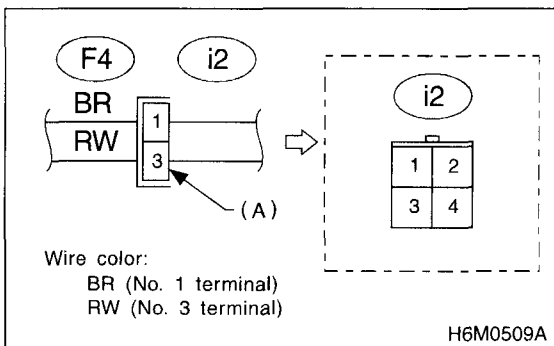 F4 i2
BR
RW
1
3
(A)
i2
1 2
3 4
Wire color:
BR (No. 1 terminal)
RW (No. 3 terminal)
H6M0509A